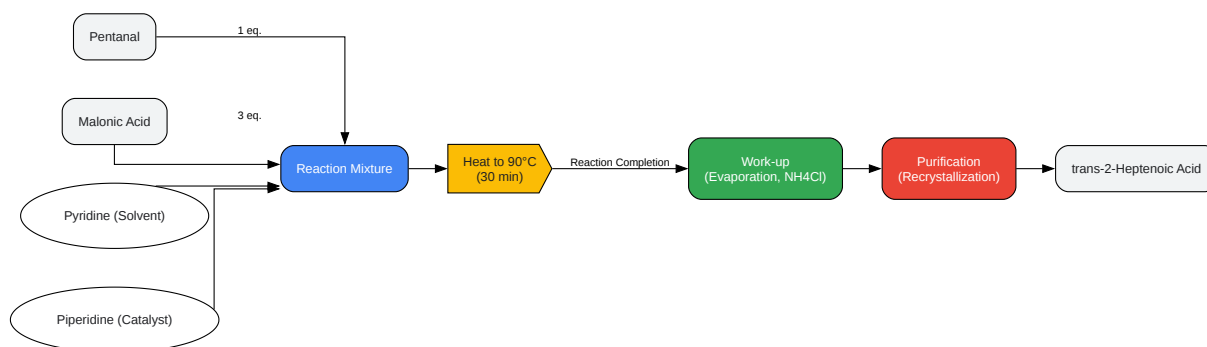 Pentanal
1 eq.
Malonic Acid
3 eq.
Reaction Mixture
Heat to 90°C
(30 min)
Reaction Completion
Work-up
(Evaporation, NH4Cl)
Purification
(Recrystallization)
trans-2-Heptenoic Acid
Pyridine (Solvent)
Piperidine (Catalyst)